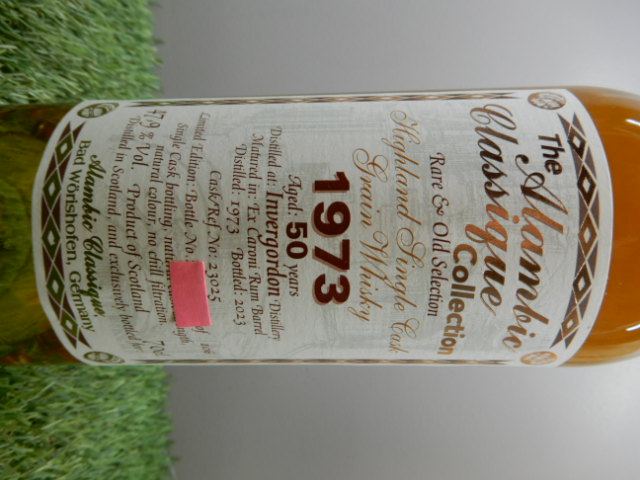 The Alambic
Classique
Collection
Rare & Old Selection
Highland Single Cask
Grain Whisky
1973
Aged: 50 years
Distilled at: Invergordon Distillery
Matured in: Ex Caroni Rum Barrel
Distilled: 1973 Bottled: 2023
Cask/Ref.No: 23025
Limited Edition: Bottle No. of
Single Cask bottling,
natural colour, no chill filtration.
% Vol. Product of Scotland
Distilled in Scotland, and exclusively bottled
Alambic Classique,
Bad Wörishofen, Germany